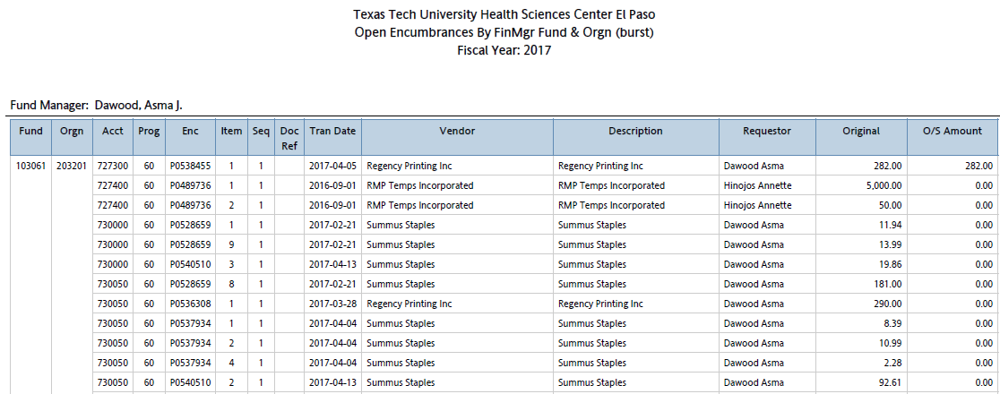 Texas Tech University Health Sciences Center El Paso
Open Encumbrances By FinMgr Fund & Orgn (burst)
Fiscal Year: 2017
Fund Manager: Dawood, Asma J.
Fund Orgn Acct Prog Enc Item Seq Doc Ref Tran Date Vendor Description Requestor Original O/S Amount
103061 203201 727300 60 P0538455 1 1 2017-04-05 Regency Printing Inc Regency Printing Inc Dawood Asma 282.00 282.00
727400 60 P0489736 1 1 2016-09-01 RMP Temps Incorporated RMP Temps Incorporated Hinojos Annette 5,000.00 0.00
727400 60 P0489736 2 1 2016-09-01 RMP Temps Incorporated RMP Temps Incorporated Hinojos Annette 50.00 0.00
730000 60 P0528659 1 1 2017-02-21 Summus Staples Summus Staples Dawood Asma 11.94 0.00
730000 60 P0528659 9 1 2017-02-21 Summus Staples Summus Staples Dawood Asma 13.99 0.00
730000 60 P0540510 3 1 2017-04-13 Summus Staples Summus Staples Dawood Asma 19.86 0.00
730050 60 P0528659 8 1 2017-02-21 Summus Staples Summus Staples Dawood Asma 181.00 0.00
730050 60 P0536308 1 1 2017-03-28 Regency Printing Inc Regency Printing Inc Dawood Asma 290.00 0.00
730050 60 P0537934 1 1 2017-04-04 Summus Staples Summus Staples Dawood Asma 8.39 0.00
730050 60 P0537934 2 1 2017-04-04 Summus Staples Summus Staples Dawood Asma 10.99 0.00
730050 60 P0537934 4 1 2017-04-04 Summus Staples Summus Staples Dawood Asma 2.28 0.00
730050 60 P0540510 2 1 2017-04-13 Summus Staples Summus Staples Dawood Asma 92.61 0.00